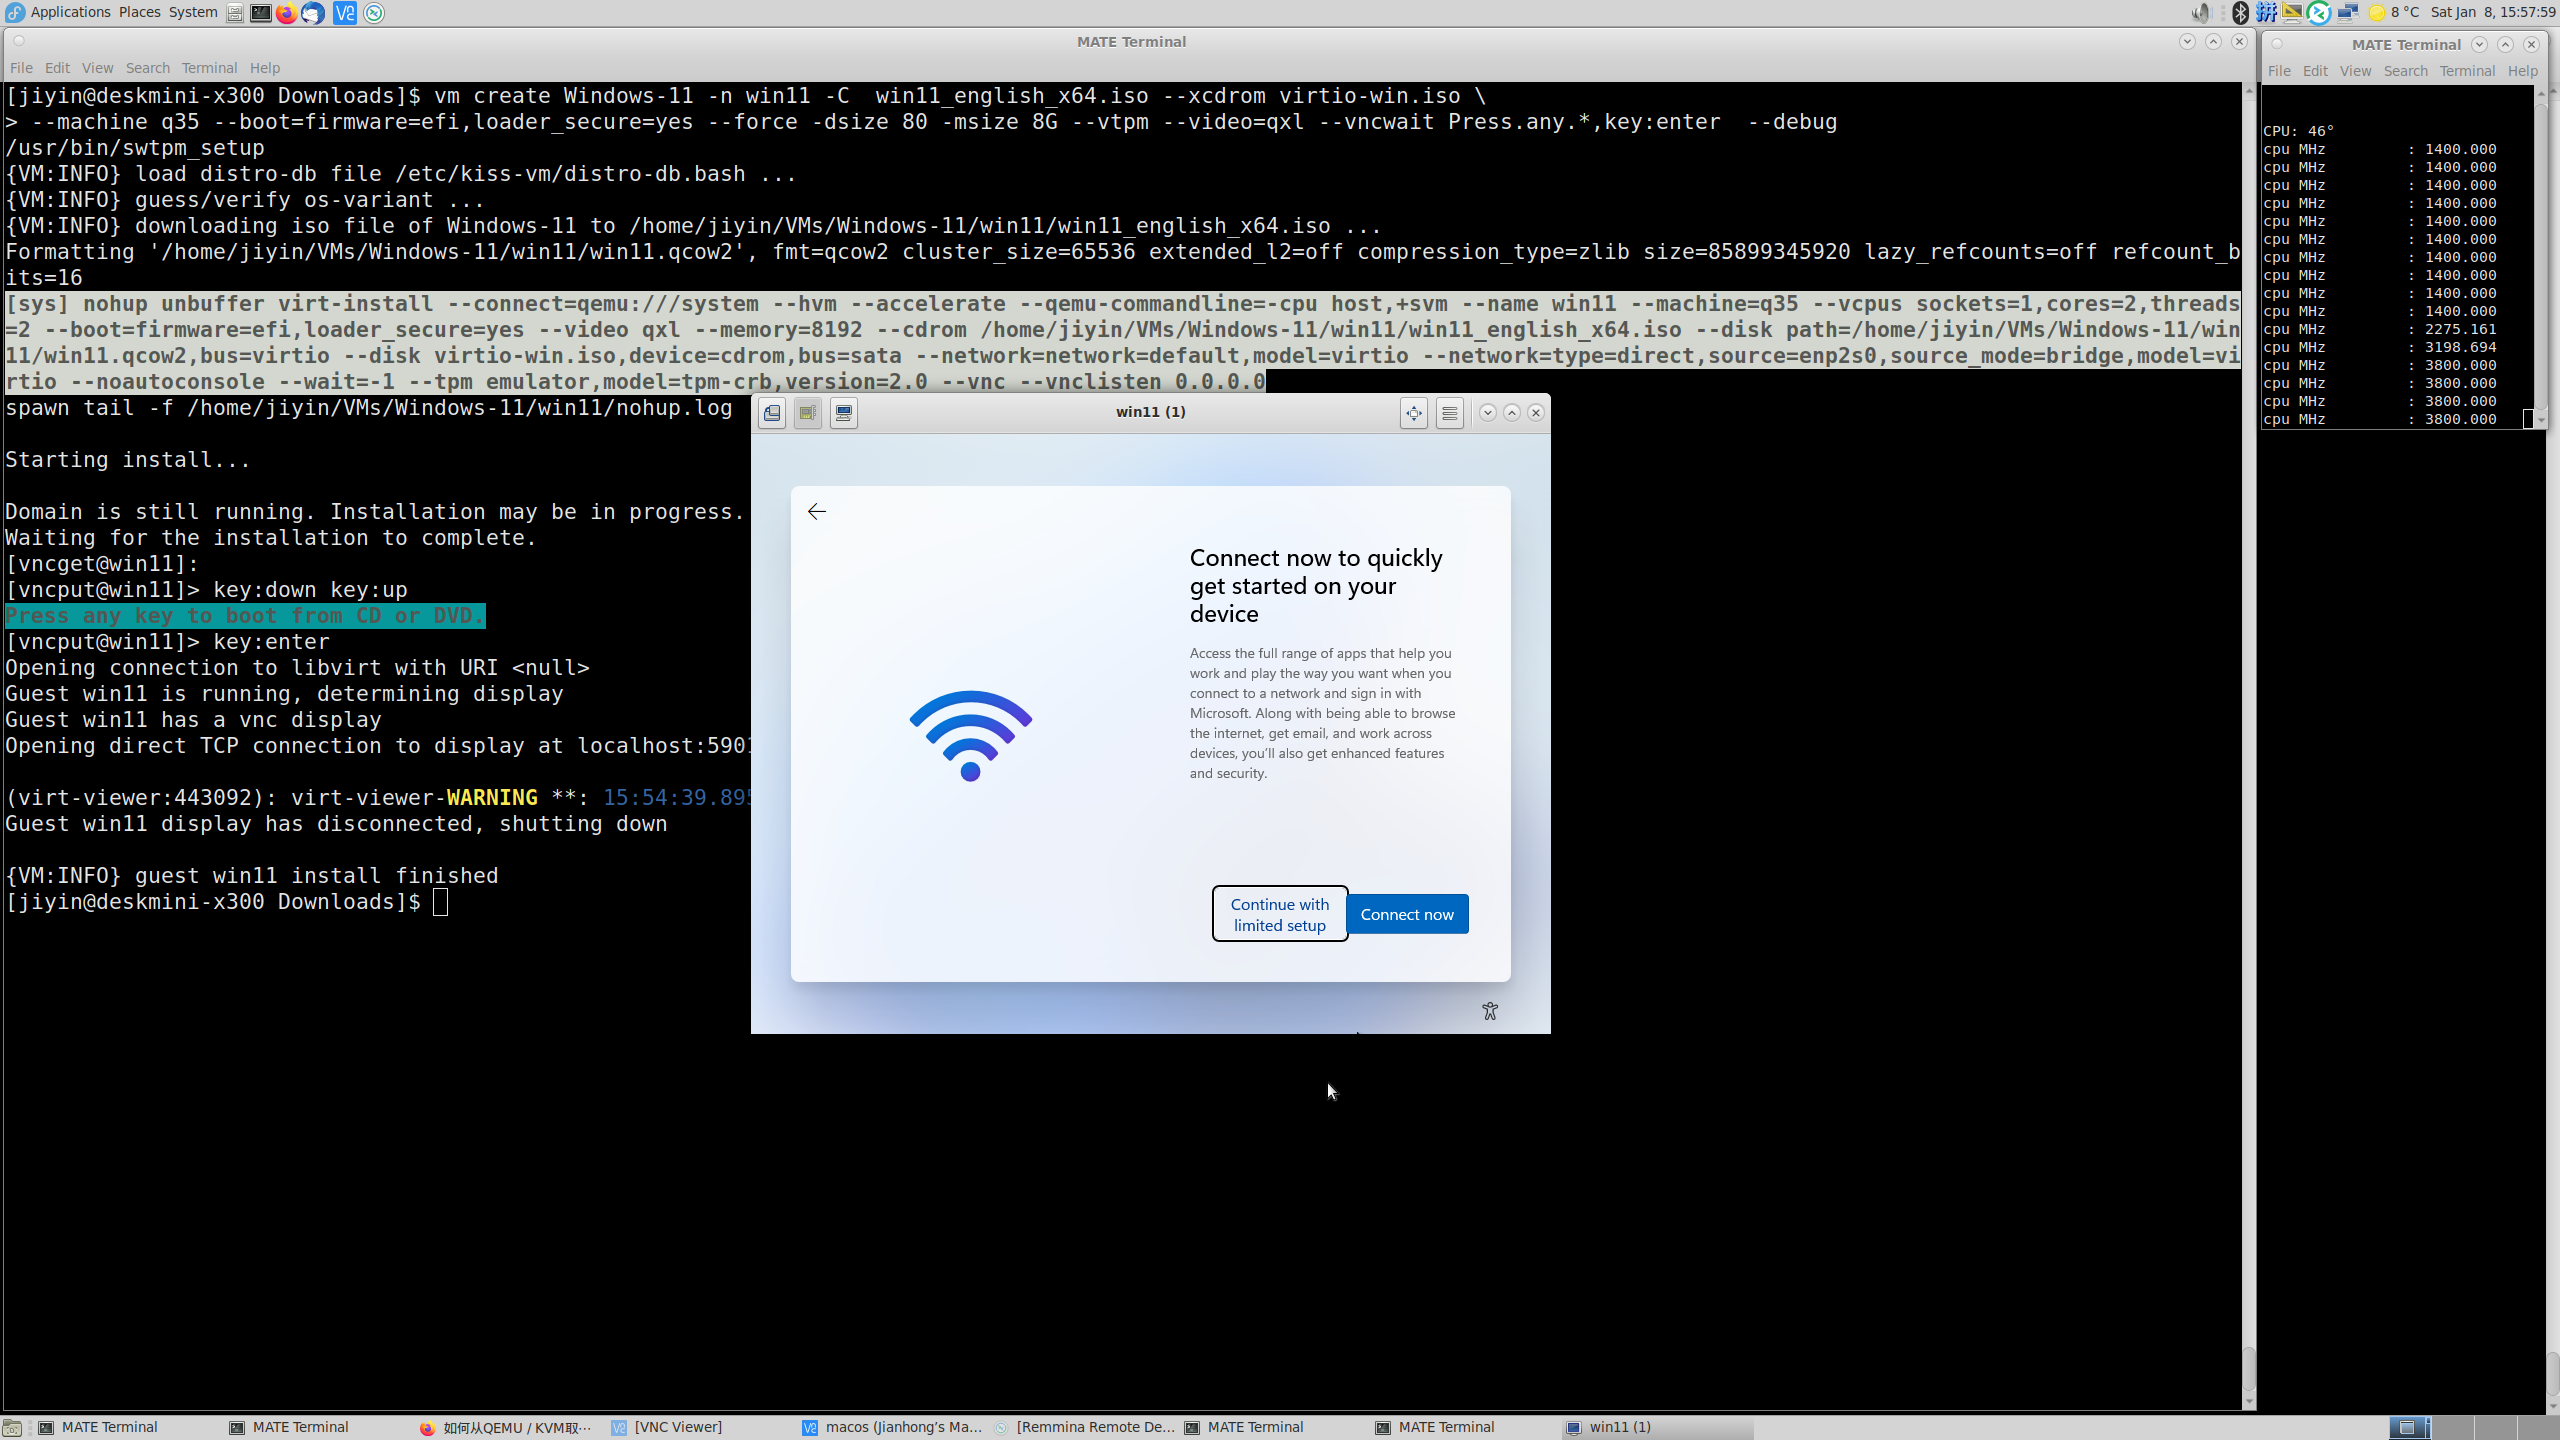 Applications Places System
8 °C Sat Jan 8, 15:57:59
MATE Terminal
File Edit View Search Terminal Help
[jiyin@deskmini-x300 Downloads]$ vm create Windows-11 -n win11 -C  win11_english_x64.iso --xcdrom virtio-win.iso \
> --machine q35 --boot=firmware=efi,loader_secure=yes --force -dsize 80 -msize 8G --vtpm --video=qxl --vncwait Press.any.*,key:enter  --debug
/usr/bin/swtpm_setup
{VM:INFO} load distro-db file /etc/kiss-vm/distro-db.bash ...
{VM:INFO} guess/verify os-variant ...
{VM:INFO} downloading iso file of Windows-11 to /home/jiyin/VMs/Windows-11/win11/win11_english_x64.iso ...
Formatting '/home/jiyin/VMs/Windows-11/win11/win11.qcow2', fmt=qcow2 cluster_size=65536 extended_l2=off compression_type=zlib size=85899345920 lazy_refcounts=off refcount_b
its=16
[sys] nohup unbuffer virt-install --connect=qemu:///system --hvm --accelerate --qemu-commandline=-cpu host,+svm --name win11 --machine=q35 --vcpus sockets=1,cores=2,threads
=2 --boot=firmware=efi,loader_secure=yes --video qxl --memory=8192 --cdrom /home/jiyin/VMs/Windows-11/win11/win11_english_x64.iso --disk path=/home/jiyin/VMs/Windows-11/win
11/win11.qcow2,bus=virtio --disk virtio-win.iso,device=cdrom,bus=sata --network=network=default,model=virtio --network=type=direct,source=enp2s0,source_mode=bridge,model=vi
rtio --noautoconsole --wait=-1 --tpm emulator,model=tpm-crb,version=2.0 --vnc --vnclisten 0.0.0.0
spawn tail -f /home/jiyin/VMs/Windows-11/win11/nohup.log
Starting install...
Domain is still running. Installation may be in progress.
Waiting for the installation to complete.
[vncget@win11]:
[vncput@win11]> key:down key:up
Press any key to boot from CD or DVD.
[vncput@win11]> key:enter
Opening connection to libvirt with URI <null>
Guest win11 is running, determining display
Guest win11 has a vnc display
Opening direct TCP connection to display at localhost:5901
(virt-viewer:443092): virt-viewer-WARNING **: 15:54:39.895
Guest win11 display has disconnected, shutting down
{VM:INFO} guest win11 install finished
[jiyin@deskmini-x300 Downloads]$
win11 (1)
Connect now to quickly
get started on your
device
Access the full range of apps that help you
work and play the way you want when you
connect to a network and sign in with
Microsoft. Along with being able to browse
the internet, get email, and work across
devices, you'll also get enhanced features
and security.
Continue with
limited setup
Connect now
MATE Terminal
File Edit View Search Terminal Help
CPU: 46°
cpu MHz : 1400.000
cpu MHz : 1400.000
cpu MHz : 1400.000
cpu MHz : 1400.000
cpu MHz : 1400.000
cpu MHz : 1400.000
cpu MHz : 1400.000
cpu MHz : 1400.000
cpu MHz : 1400.000
cpu MHz : 1400.000
cpu MHz : 2275.161
cpu MHz : 3198.694
cpu MHz : 3800.000
cpu MHz : 3800.000
cpu MHz : 3800.000
cpu MHz : 3800.000
MATE Terminal MATE Terminal 如何从QEMU / KVM取... [VNC Viewer] macos (Jianhong's Ma... [Remmina Remote De... MATE Terminal MATE Terminal win11 (1)